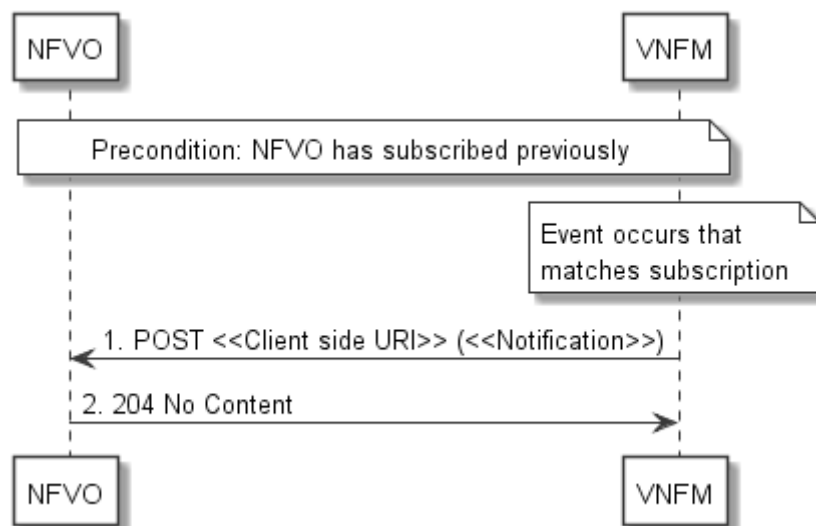 NFVO
VNFM
Precondition: NFVO has subscribed previously
Event occurs that
matches subscription
1. POST <<Client side URI>> (<<Notification>>)
2. 204 No Content
NFVO
VNFM